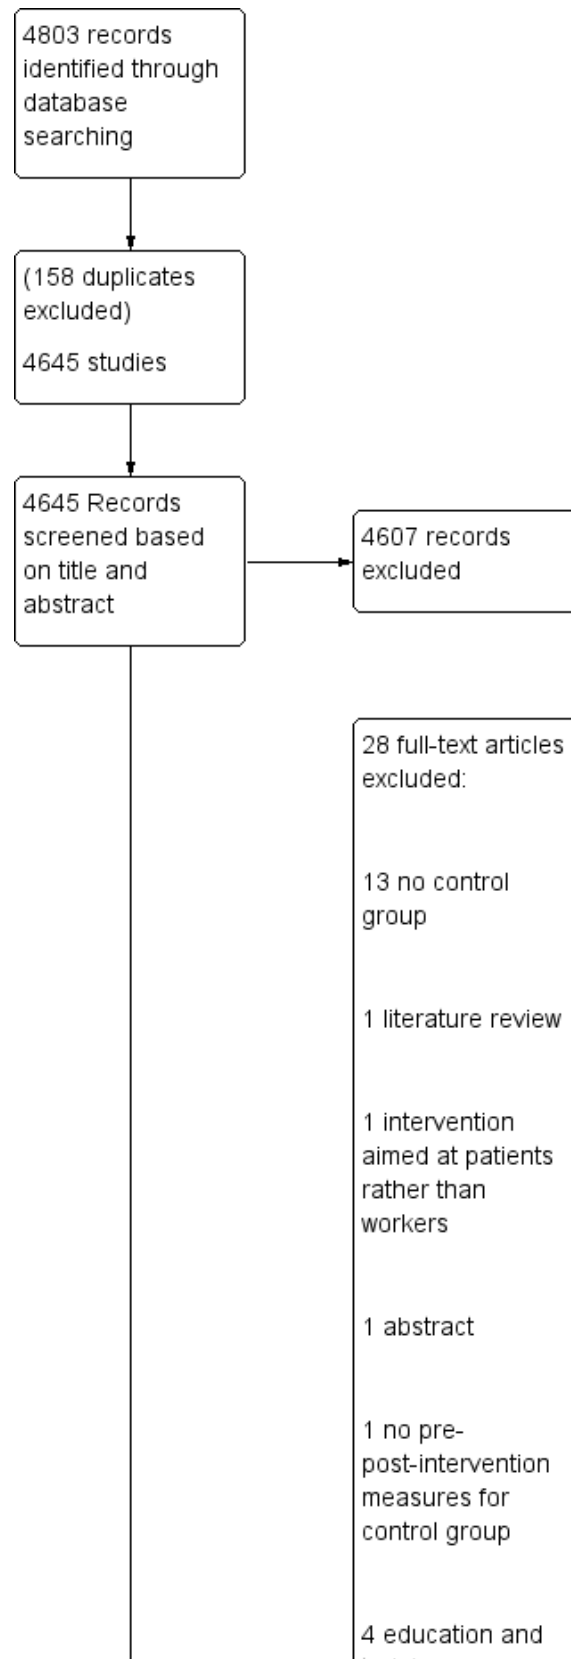 4803 records
identified through
database
searching
(158 duplicates
excluded)
4645 studies
4645 Records
screened based
on title and
abstract
4607 records
excluded
28 full-text articles
excluded:
13 no control
group
1 literature review
1 intervention
aimed at patients
rather than
workers
1 abstract
1 no pre-
post-intervention
measures for
control group
4 education and